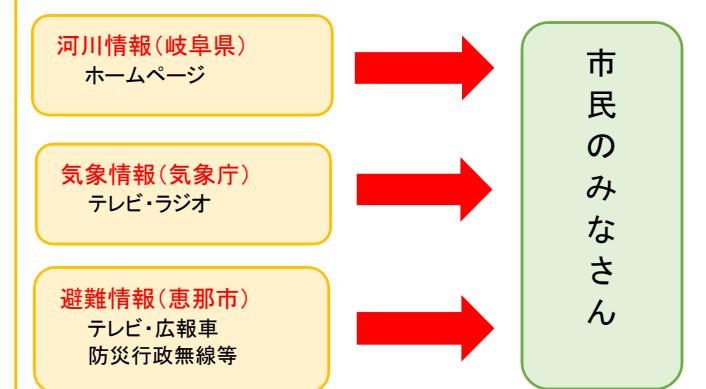 河川情報(岐阜県)
ホームページ
気象情報(気象庁)
テレビ・ラジオ
避難情報(恵那市)
テレビ・広報車
防災行政無線等
市民のみなさん